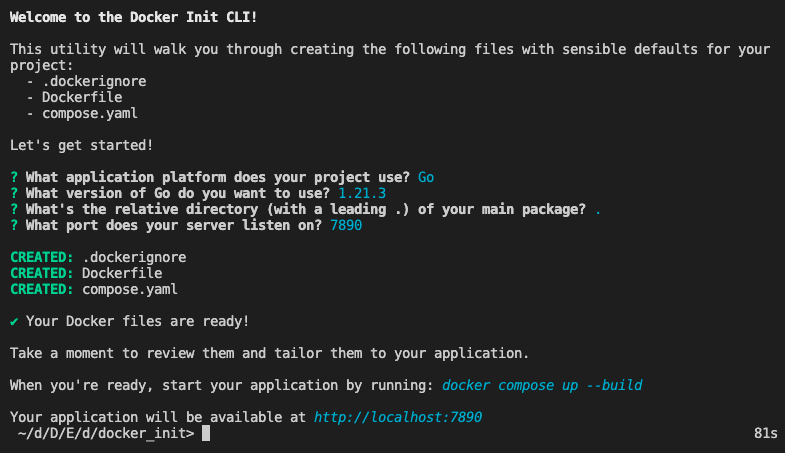 Welcome to the Docker Init CLI!
This utility will walk you through creating the following files with sensible defaults for your
project:
- .dockerignore
- Dockerfile
- compose.yaml
Let's get started!
? What application platform does your project use? Go
? What version of Go do you want to use? 1.21.3
? What's the relative directory (with a leading .) of your main package? .
? What port does your server listen on? 7890
CREATED: .dockerignore
CREATED: Dockerfile
CREATED: compose.yaml
✔ Your Docker files are ready!
Take a moment to review them and tailor them to your application.
When you're ready, start your application by running: docker compose up --build
Your application will be available at http://localhost:7890
~/d/D/E/d/docker_init> 81s